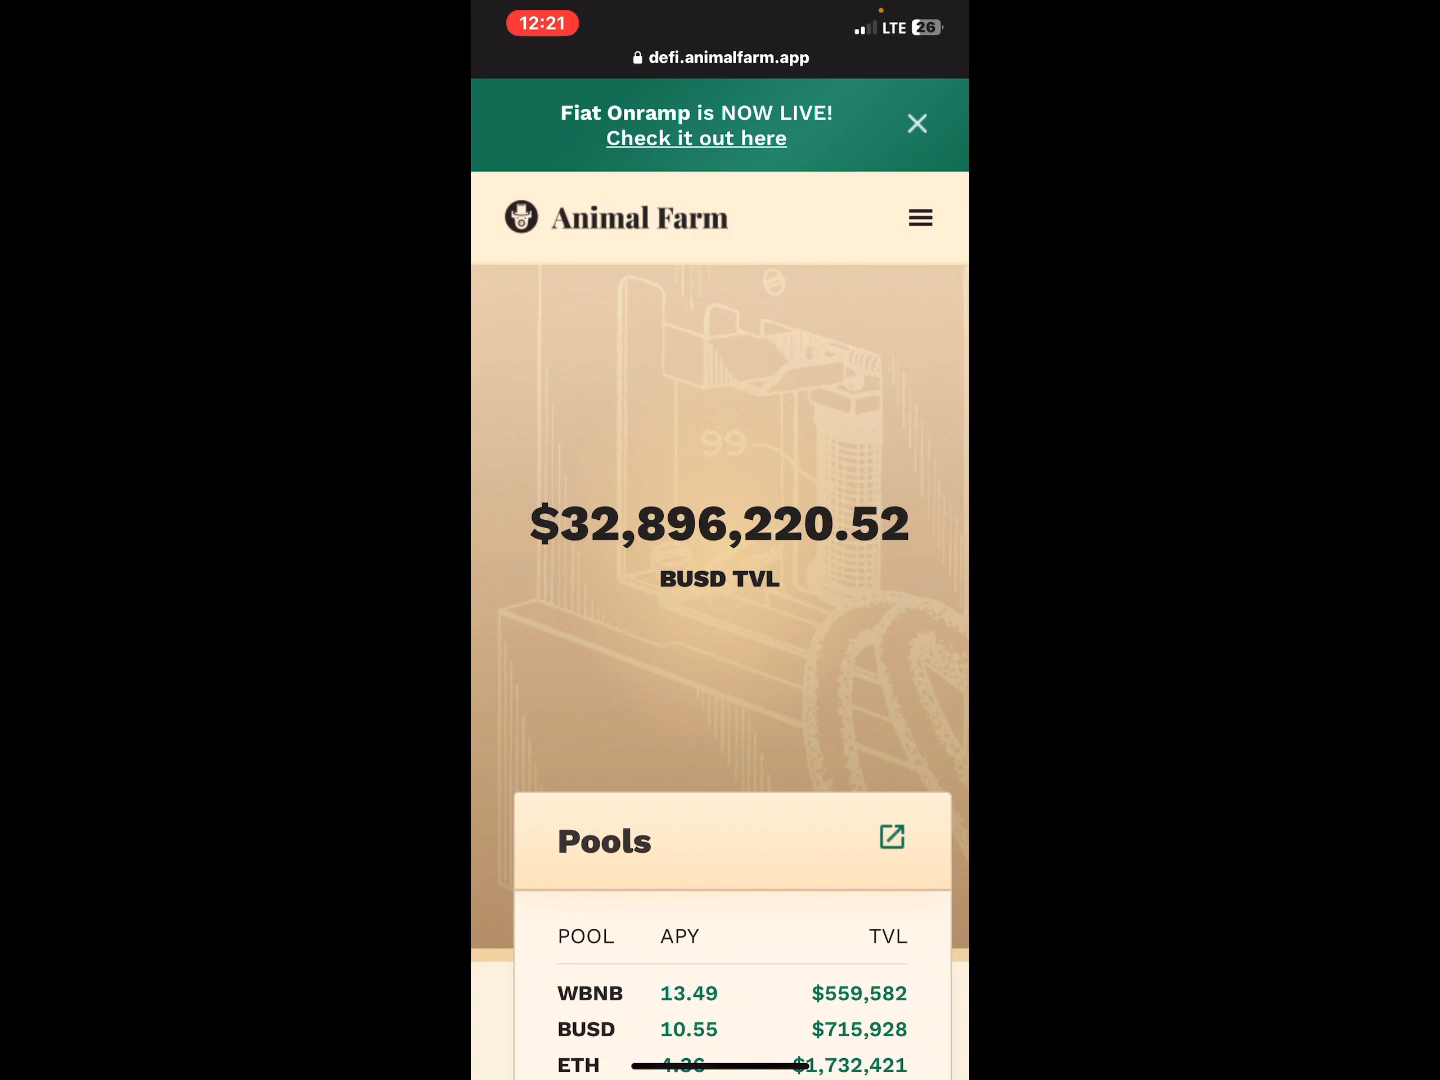 12:21
LTE 26
defi.animalfarm.app
Fiat Onramp is NOW LIVE!
Check it out here
Animal Farm
99
$32,896,220.52
BUSD TVL
Pools
POOL APY TVL
WBNB 13.49 $559,582
BUSD 10.55 $715,928
ETH 4.36 $1,732,421